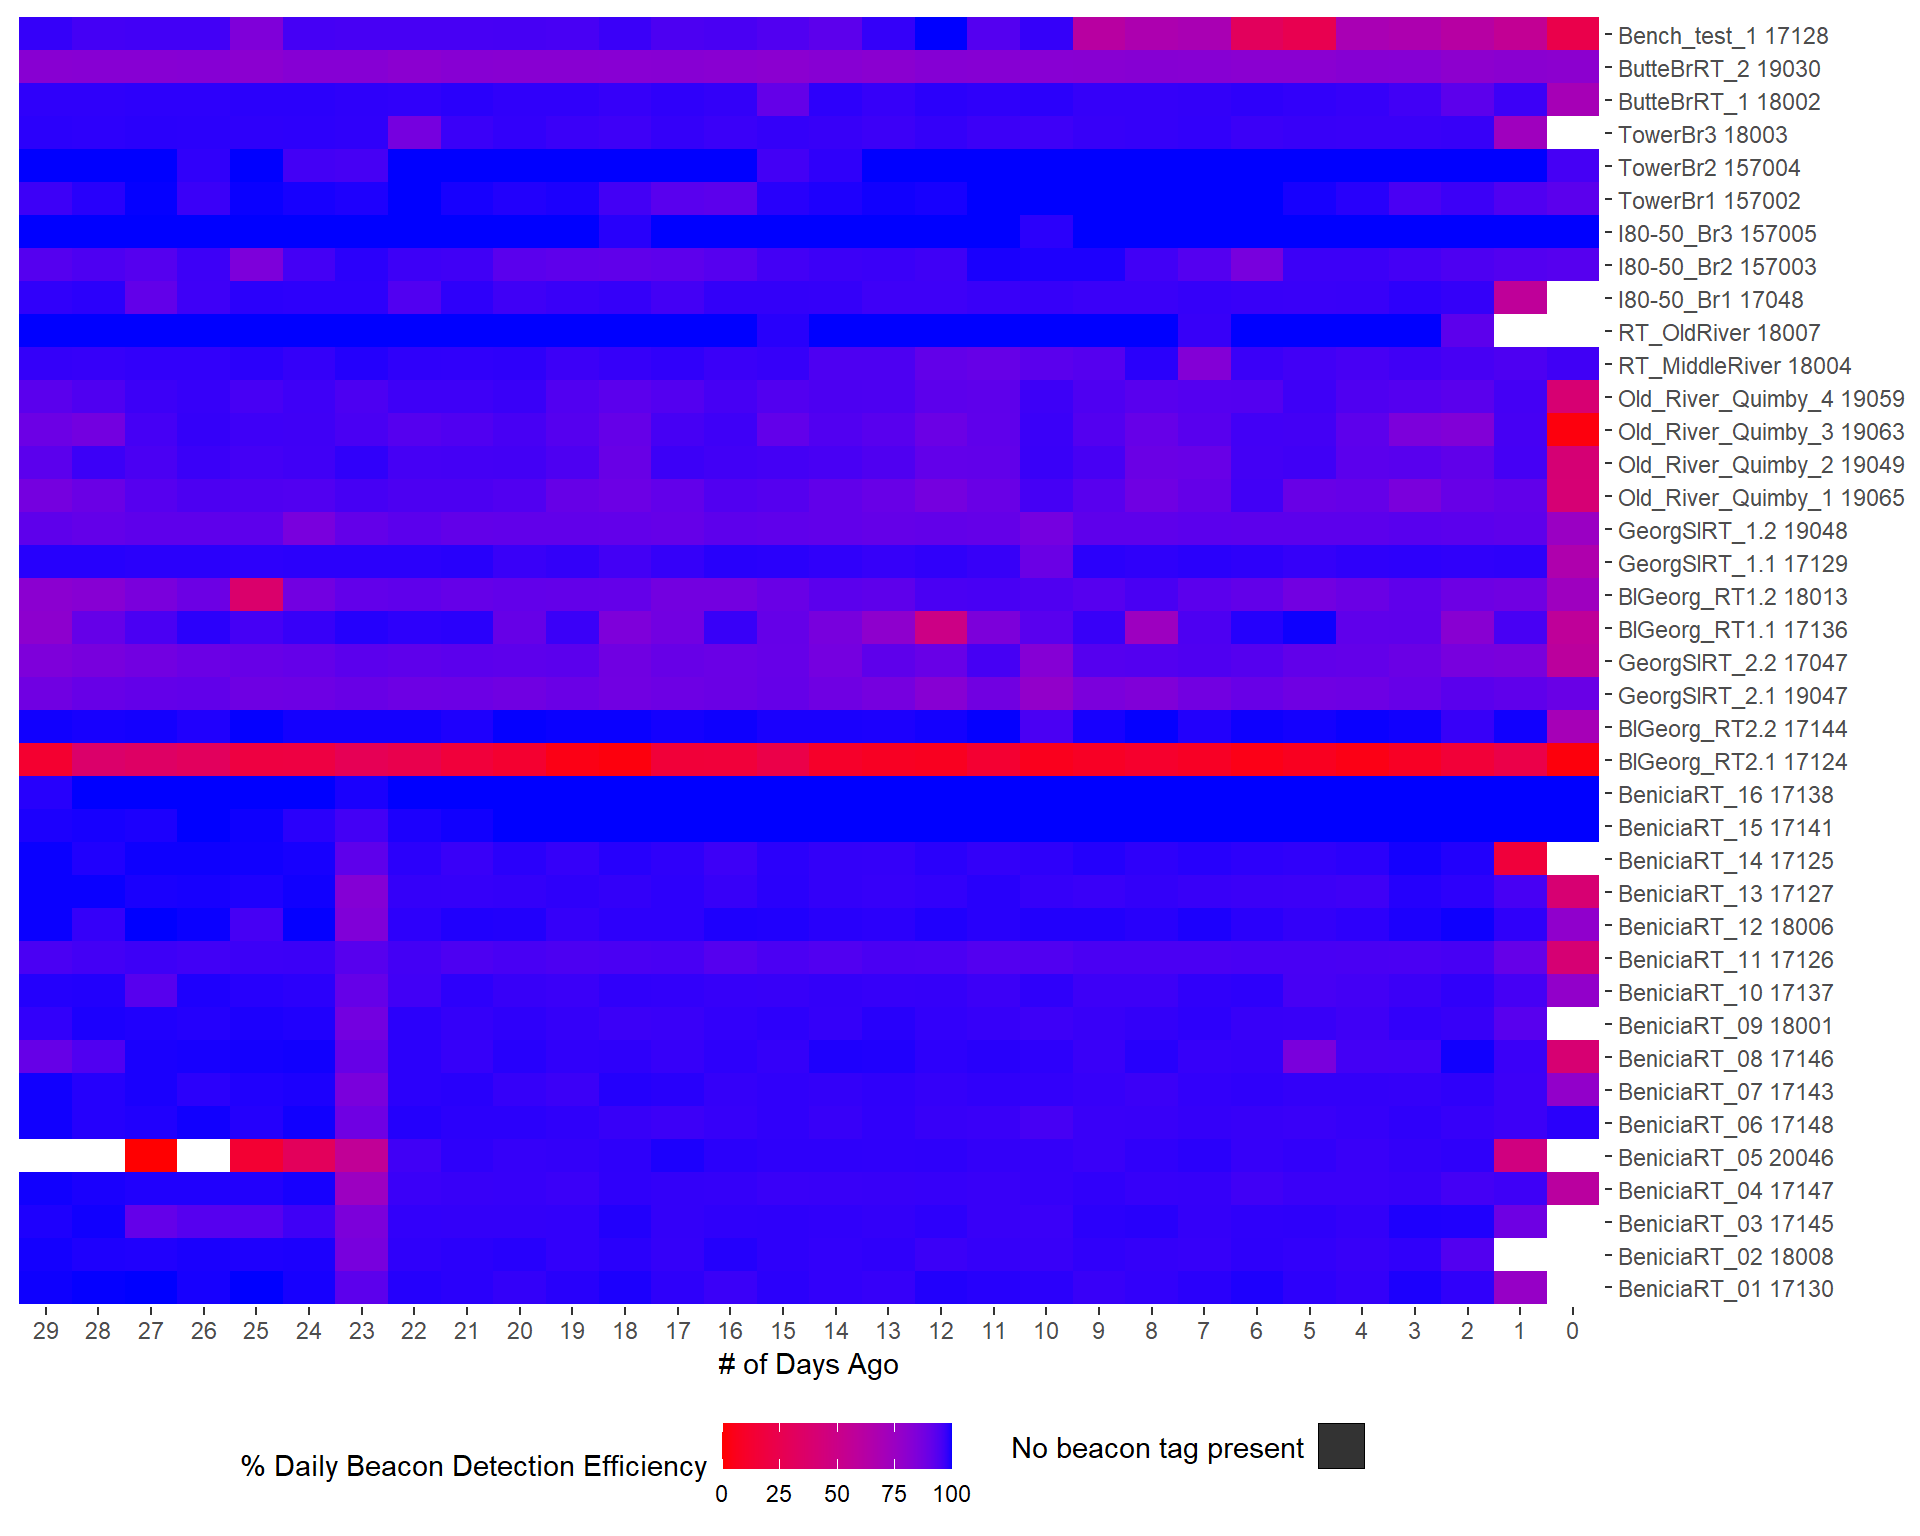 Bench_test_1 17128
ButteBrRT_2 19030
ButteBrRT_1 18002
TowerBr3 18003
TowerBr2 157004
TowerBr1 157002
I80-50_Br3 157005
I80-50_Br2 157003
I80-50_Br1 17048
RT_OldRiver 18007
RT_MiddleRiver 18004
Old_River_Quimby_4 19059
Old_River_Quimby_3 19063
Old_River_Quimby_2 19049
Old_River_Quimby_1 19065
GeorgSlRT_1.2 19048
GeorgSlRT_1.1 17129
BlGeorg_RT1.2 18013
BlGeorg_RT1.1 17136
GeorgSlRT_2.2 17047
GeorgSlRT_2.1 19047
BlGeorg_RT2.2 17144
BlGeorg_RT2.1 17124
BeniciaRT_16 17138
BeniciaRT_15 17141
BeniciaRT_14 17125
BeniciaRT_13 17127
BeniciaRT_12 18006
BeniciaRT_11 17126
BeniciaRT_10 17137
BeniciaRT_09 18001
BeniciaRT_08 17146
BeniciaRT_07 17143
BeniciaRT_06 17148
BeniciaRT_05 20046
BeniciaRT_04 17147
BeniciaRT_03 17145
BeniciaRT_02 18008
BeniciaRT_01 17130
29 28 27 26 25 24 23 22 21 20 19 18 17 16 15 14 13 12 11 10 9 8 7 6 5 4 3 2 1 0
# of Days Ago
% Daily Beacon Detection Efficiency
0 25 50 75 100
No beacon tag present